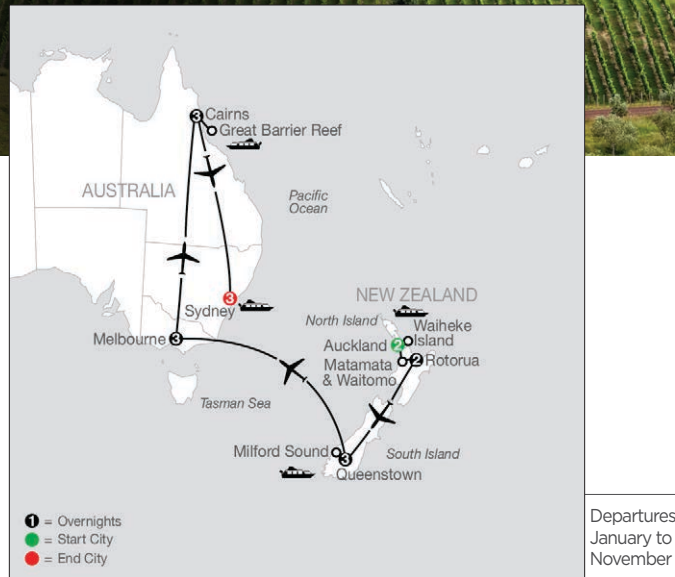 3 Cairns
Great Barrier Reef
AUSTRALIA
Pacific
Ocean
3
Sydney
NEW ZEALAND
North Island
Waiheke
Island
Melbourne 3
Auckland 2
Matamata
& Waitomo
2 Rotorua
Tasman Sea
Milford Sound
South Island
3
Queenstown
1 = Overnights
= Start City
= End City
Departures
January to
November